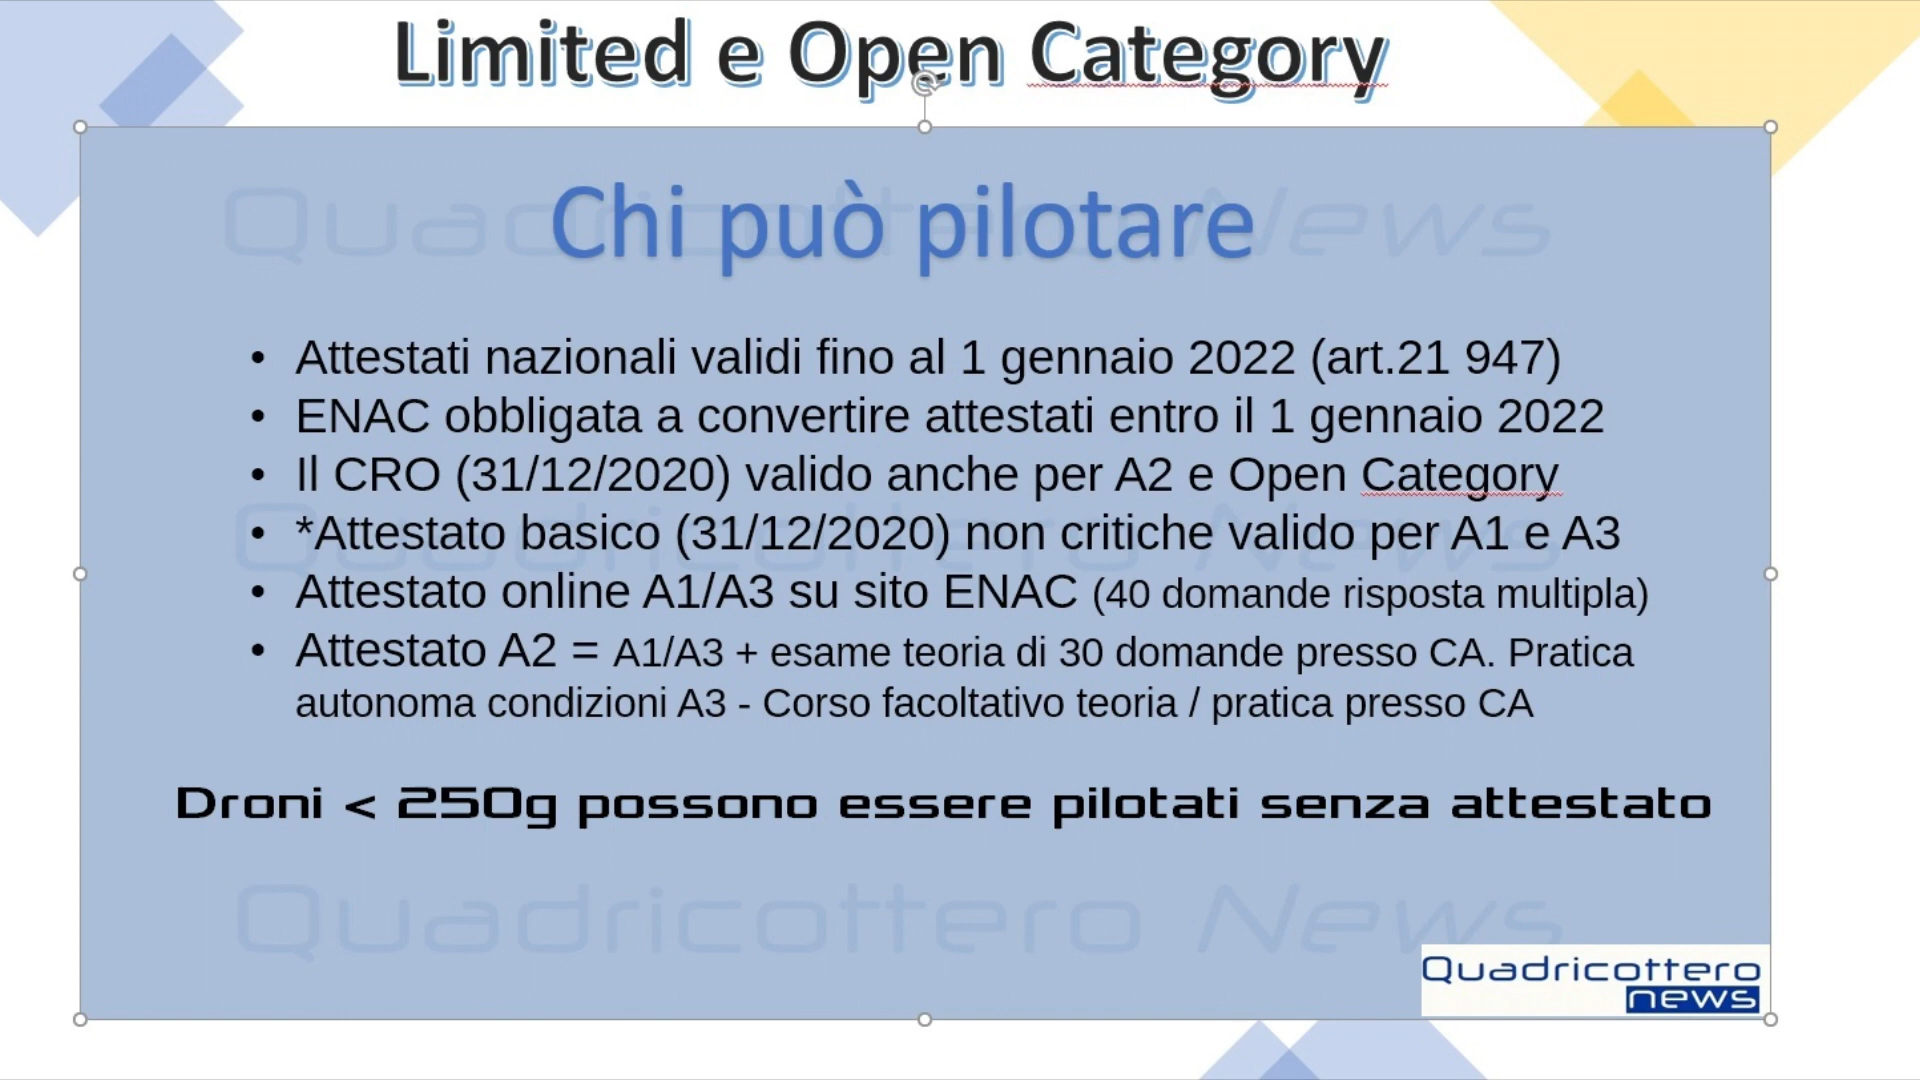 Limited e Open Category
Chi può pilotare
• Attestati nazionali validi fino al 1 gennaio 2022 (art.21 947)
• ENAC obbligata a convertire attestati entro il 1 gennaio 2022
• Il CRO (31/12/2020) valido anche per A2 e Open Category
• *Attestato basico (31/12/2020) non critiche valido per A1 e A3
• Attestato online A1/A3 su sito ENAC (40 domande risposta multipla)
• Attestato A2 = A1/A3 + esame teoria di 30 domande presso CA. Pratica
autonoma condizioni A3 - Corso facoltativo teoria / pratica presso CA
Droni < 250g possono essere pilotati senza attestato
Quadricottero News
Quadricottero News
Quadricottero News
Quadricottero
news